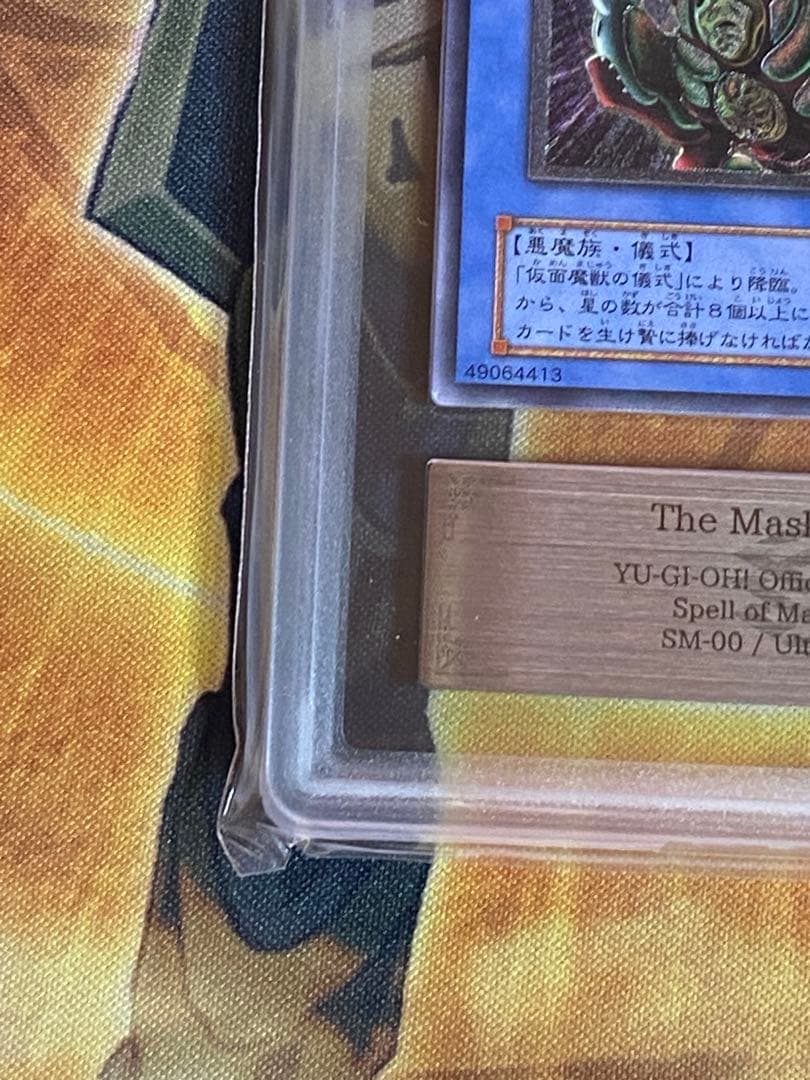 【悪魔族・儀式】
「仮面魔獣の儀式」により降臨。
から、星の数が合計8個以上に
カードを生け贄に捧げなければ
49064413
The Mas
YU-GI-OH! Offic
Spell of Ma
SM-00 / Ult